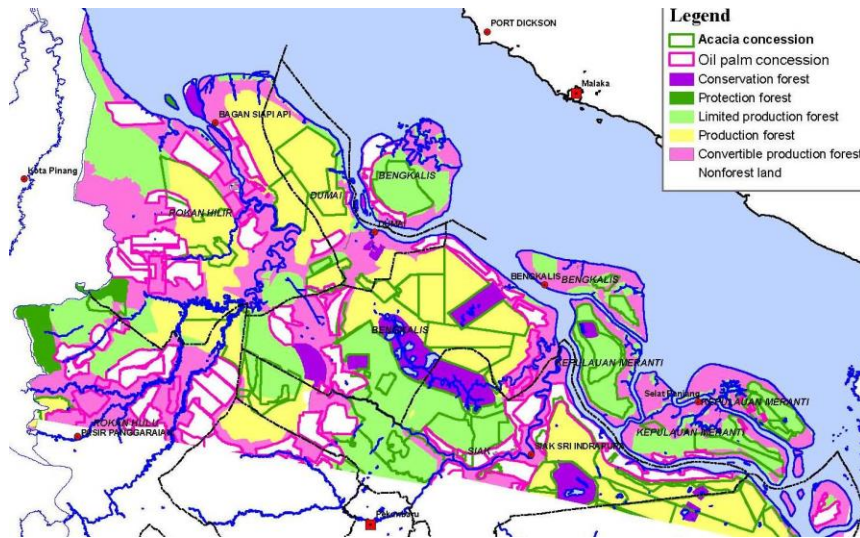 PORT DICKSON
Malaka
Legend
Acacia concession
Oil palm concession
Conservation forest
Protection forest
Limited production forest
Production forest
Convertible production forest
Nonforest land
BAGAN SIAPI API
Kota Pinang
BENGKALIS
DUMAI
ROKAN HILIR
DUMAI
BENGKALIS
BENGKALIS
BENGKALIS
KEPULAUAN MERANTI
Selat Panjang
KEPULAUAN MERANTI
ROKAN HULU
PASIR PANGGARAIAN
KEPULAUAN MERANTI
SIAK
SIAK SRI INDRAPURA
Pekanbaru